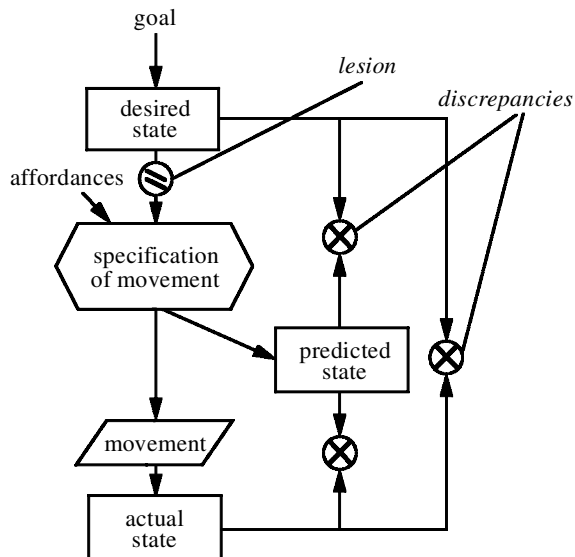 goal
lesion
desired
state
discrepancies
affordances
specification
of movement
predicted
state
movement
actual
state